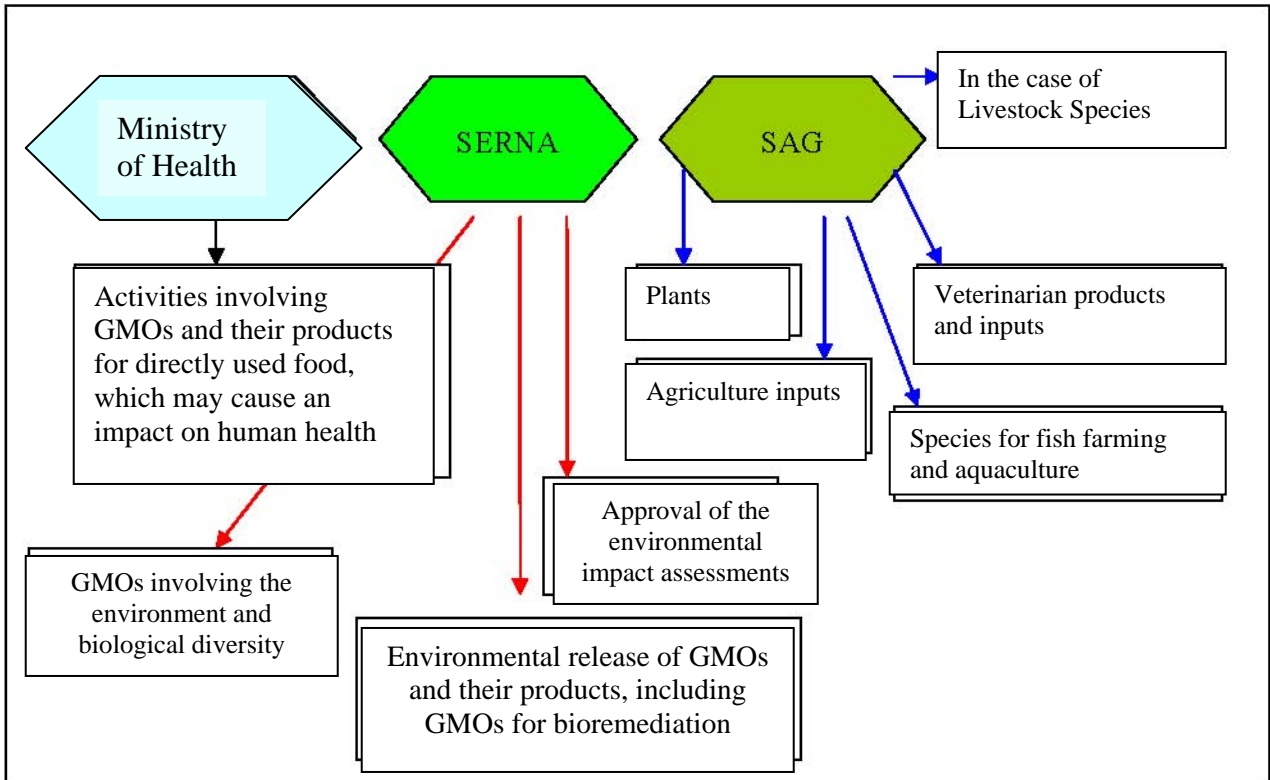 Ministry
of Health
SERNA
SAG
In the case of
Livestock Species
Activities involving
GMOs and their products
for directly used food,
which may cause an
impact on human health
Plants
Veterinarian products
and inputs
Agriculture inputs
Species for fish farming
and aquaculture
Approval of the
environmental
impact assessments
GMOs involving the
environment and
biological diversity
Environmental release of GMOs
and their products, including
GMOs for bioremediation